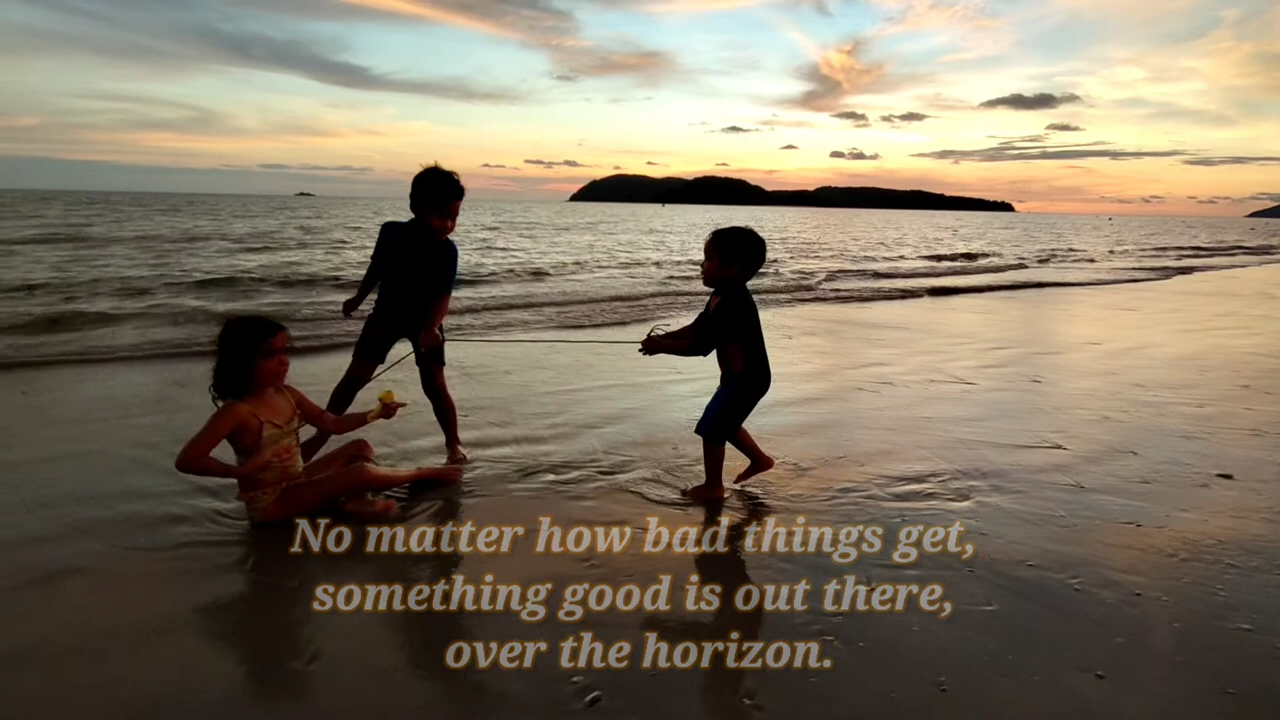 No matter how bad things get,
something good is out there,
over the horizon.